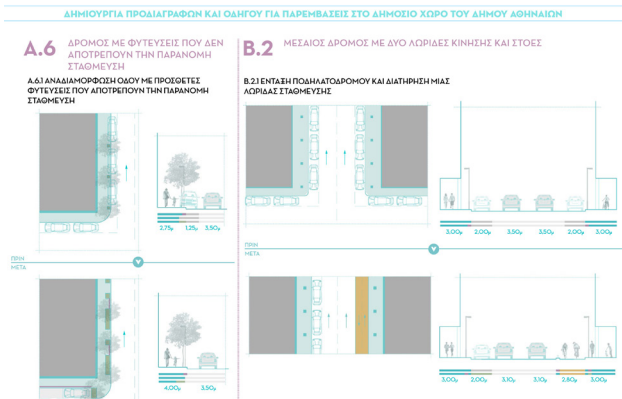 ΔΗΜΙΟΥΡΓΙΑ ΠΡΟΔΙΑΓΡΑΦΩΝ ΚΑΙ ΟΔΗΓΟΥ ΓΙΑ ΠΑΡΕΜΒΑΣΕΙΣ ΣΤΟ ΔΗΜΟΣΙΟ ΧΩΡΟ ΤΟΥ ΔΗΜΟΥ ΑΘΗΝΑΙΩΝ
Α.6
ΔΡΟΜΟΣ ΜΕ ΦΥΤΕΥΣΕΙΣ ΠΟΥ ΔΕΝ
ΑΠΟΤΡΕΠΟΥΝ ΤΗΝ ΠΑΡΑΝΟΜΗ
ΣΤΑΘΜΕΥΣΗ
Α.6.1 ΑΝΑΔΙΑΜΟΡΦΩΣΗ ΟΔΟΥ ΜΕ ΠΡΟΣΘΕΤΕΣ
ΦΥΤΕΥΣΕΙΣ ΠΟΥ ΑΠΟΤΡΕΠΟΥΝ ΤΗΝ ΠΑΡΑΝΟΜΗ
ΣΤΑΘΜΕΥΣΗ
2,75μ 1,25μ 3,50μ
ΠΡΙΝ
ΜΕΤΑ
4,00μ 3,50μ
Β.2
ΜΕΣΑΙΟΣ ΔΡΟΜΟΣ ΜΕ ΔΥΟ ΛΩΡΙΔΕΣ ΚΙΝΗΣΗΣ ΚΑΙ ΣΤΟΕΣ
Β.2.1 ΕΝΤΑΞΗ ΠΟΔΗΛΑΤΟΔΡΟΜΟΥ ΚΑΙ ΔΙΑΤΗΡΗΣΗ ΜΙΑΣ
ΛΩΡΙΔΑΣ ΣΤΑΘΜΕΥΣΗΣ
3,00μ 2,00μ 3,50μ 3,50μ 2,00μ 3,00μ
ΠΡΙΝ
ΜΕΤΑ
3,00μ 2,00μ 3,10μ 3,10μ 2,80μ 3,00μ